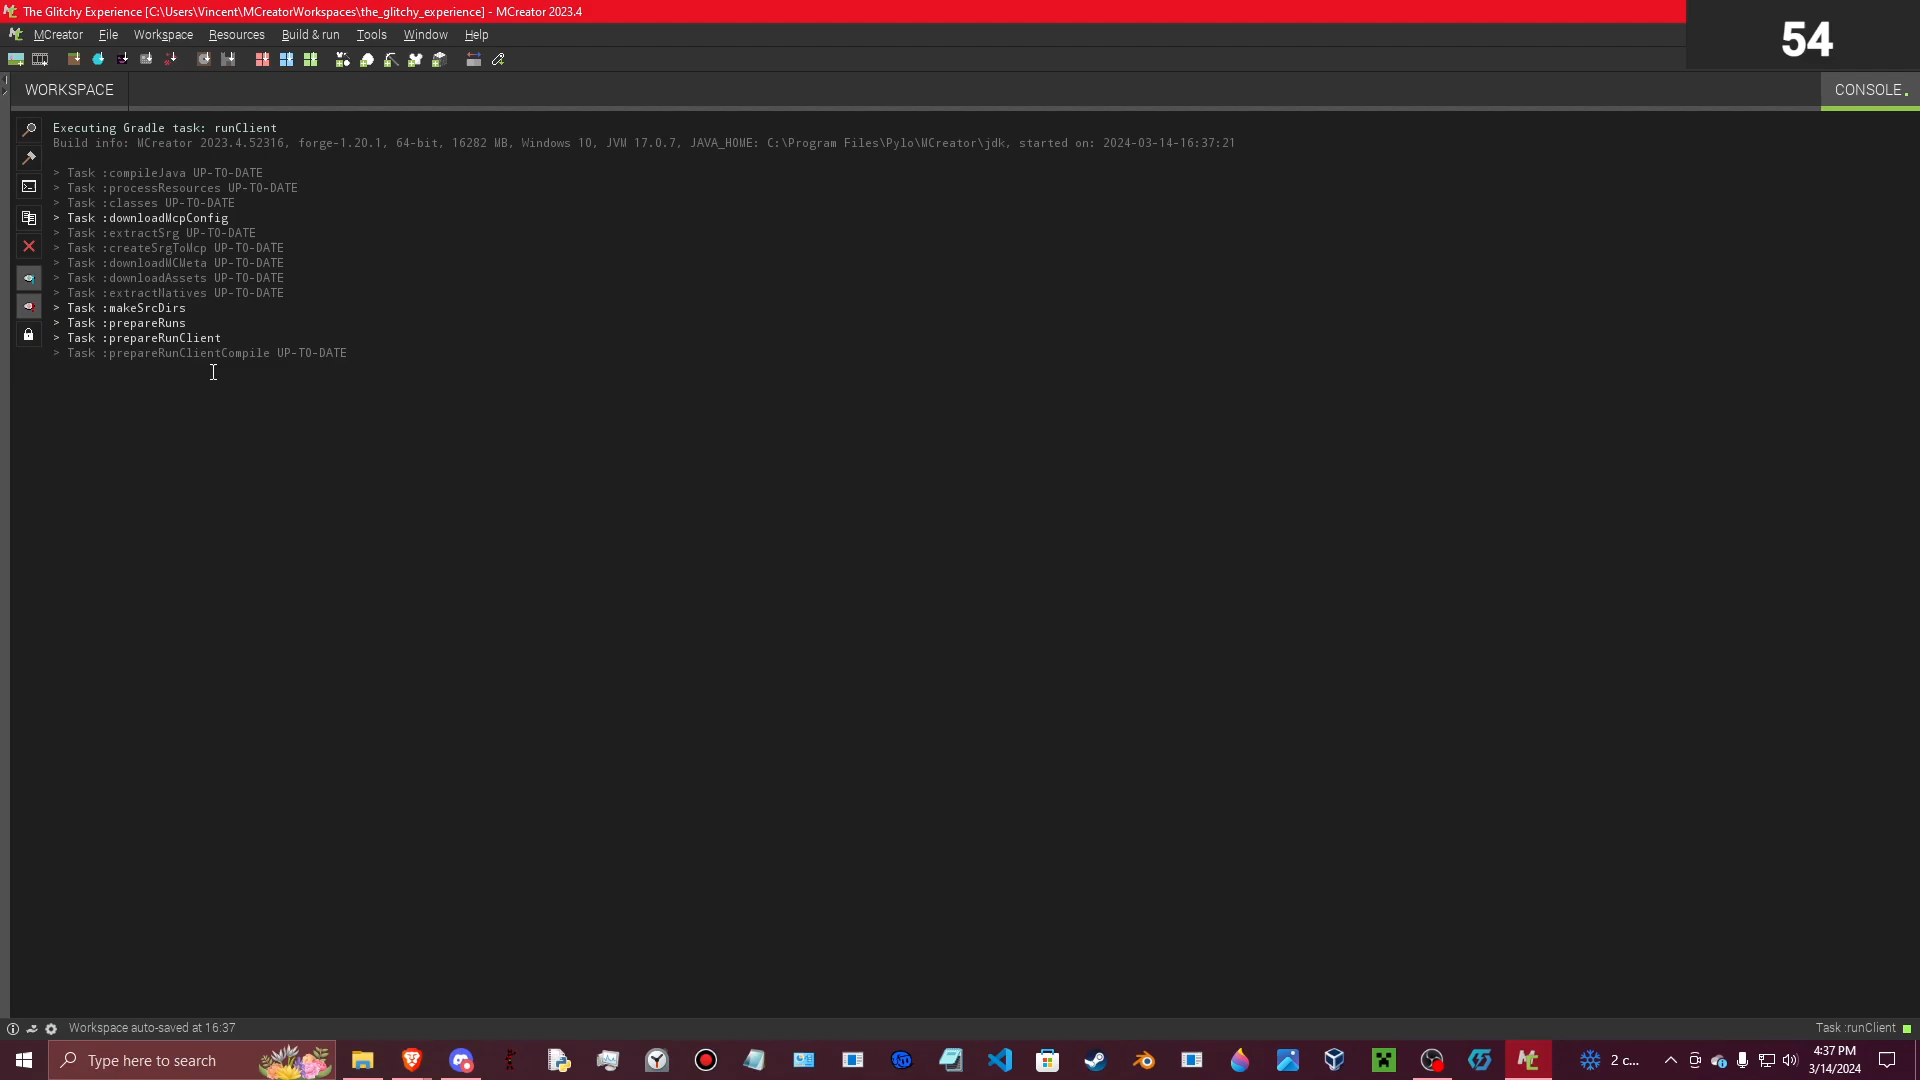 The Glitchy Experience [C:\Users\Vincent\MCreatorWorkspaces\the_glitchy_experience] - MCreator 2023.4
54
MCreator File Workspace Resources Build & run Tools Window Help
WORKSPACE
CONSOLE
Executing Gradle task: runClient
Build info: MCreator 2023.4.52316, forge-1.20.1, 64-bit, 16282 MB, Windows 10, JVM 17.0.7, JAVA_HOME: C:\Program Files\Pylo\MCreator\jdk, started on: 2024-03-14-16:37:21
> Task :compileJava UP-TO-DATE
> Task :processResources UP-TO-DATE
> Task :classes UP-TO-DATE
> Task :downloadMcpConfig
> Task :extractSrg UP-TO-DATE
> Task :createSrgToMcp UP-TO-DATE
> Task :downloadMCMeta UP-TO-DATE
> Task :downloadAssets UP-TO-DATE
> Task :extractNatives UP-TO-DATE
> Task :makeSrcDirs
> Task :prepareRuns
> Task :prepareRunClient
> Task :prepareRunClientCompile UP-TO-DATE
Workspace auto-saved at 16:37
Task :runClient
Type here to search
2 c...
4:37 PM
3/14/2024